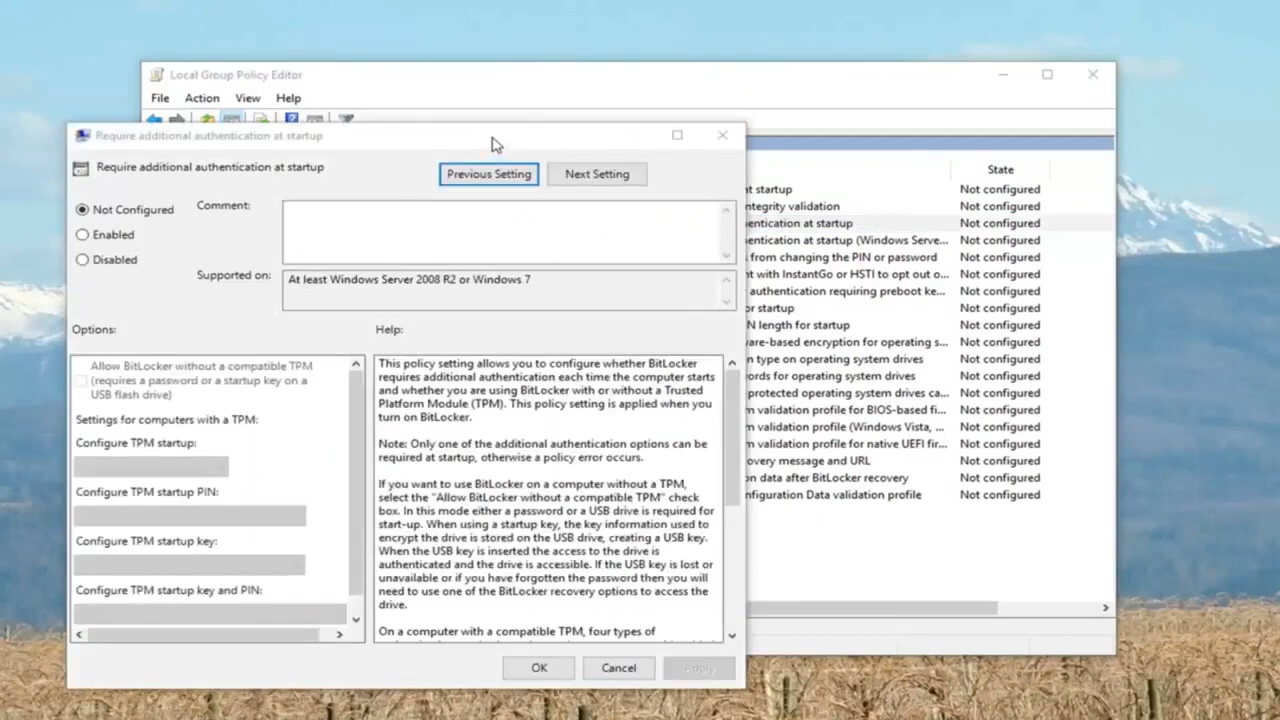 Local Group Policy Editor
File Action View Help
Require additional authentication at startup
Require additional authentication at startup
Previous Setting
Next Setting
Not Configured
Enabled
Disabled
Comment:
Supported on:
At least Windows Server 2008 R2 or Windows 7
Options:
Help:
Allow BitLocker without a compatible TPM
(requires a password or a startup key on a
USB flash drive)
Settings for computers with a TPM:
Configure TPM startup:
Configure TPM startup PIN:
Configure TPM startup key:
Configure TPM startup key and PIN:
This policy setting allows you to configure whether BitLocker
requires additional authentication each time the computer starts
and whether you are using BitLocker with or without a Trusted
Platform Module (TPM). This policy setting is applied when you
turn on BitLocker.
Note: Only one of the additional authentication options can be
required at startup, otherwise a policy error occurs.
If you want to use BitLocker on a computer without a TPM,
select the "Allow BitLocker without a compatible TPM" check
box. In this mode either a password or a USB drive is required for
start-up. When using a startup key, the key information used to
encrypt the drive is stored on the USB drive, creating a USB key.
When the USB key is inserted the access to the drive is
authenticated and the drive is accessible. If the USB key is lost or
unavailable or if you have forgotten the password then you will
need to use one of the BitLocker recovery options to access the
drive.
On a computer with a compatible TPM, four types of
OK
Cancel
Apply
State
at startup Not configured
ntegrity validation Not configured
entication at startup Not configured
entication at startup (Windows Serve... Not configured
from changing the PIN or password Not configured
nt with InstantGo or HSTI to opt out o... Not configured
authentication requiring preboot ke... Not configured
or startup Not configured
N length for startup Not configured
ware-based encryption for operating s... Not configured
n type on operating system drives Not configured
ords for operating system drives Not configured
protected operating system drives ca... Not configured
m validation profile for BIOS-based fi... Not configured
m validation profile (Windows Vista, ... Not configured
m validation profile for native UEFI fir... Not configured
overy message and URL Not configured
on data after BitLocker recovery Not configured
nfiguration Data validation profile Not configured